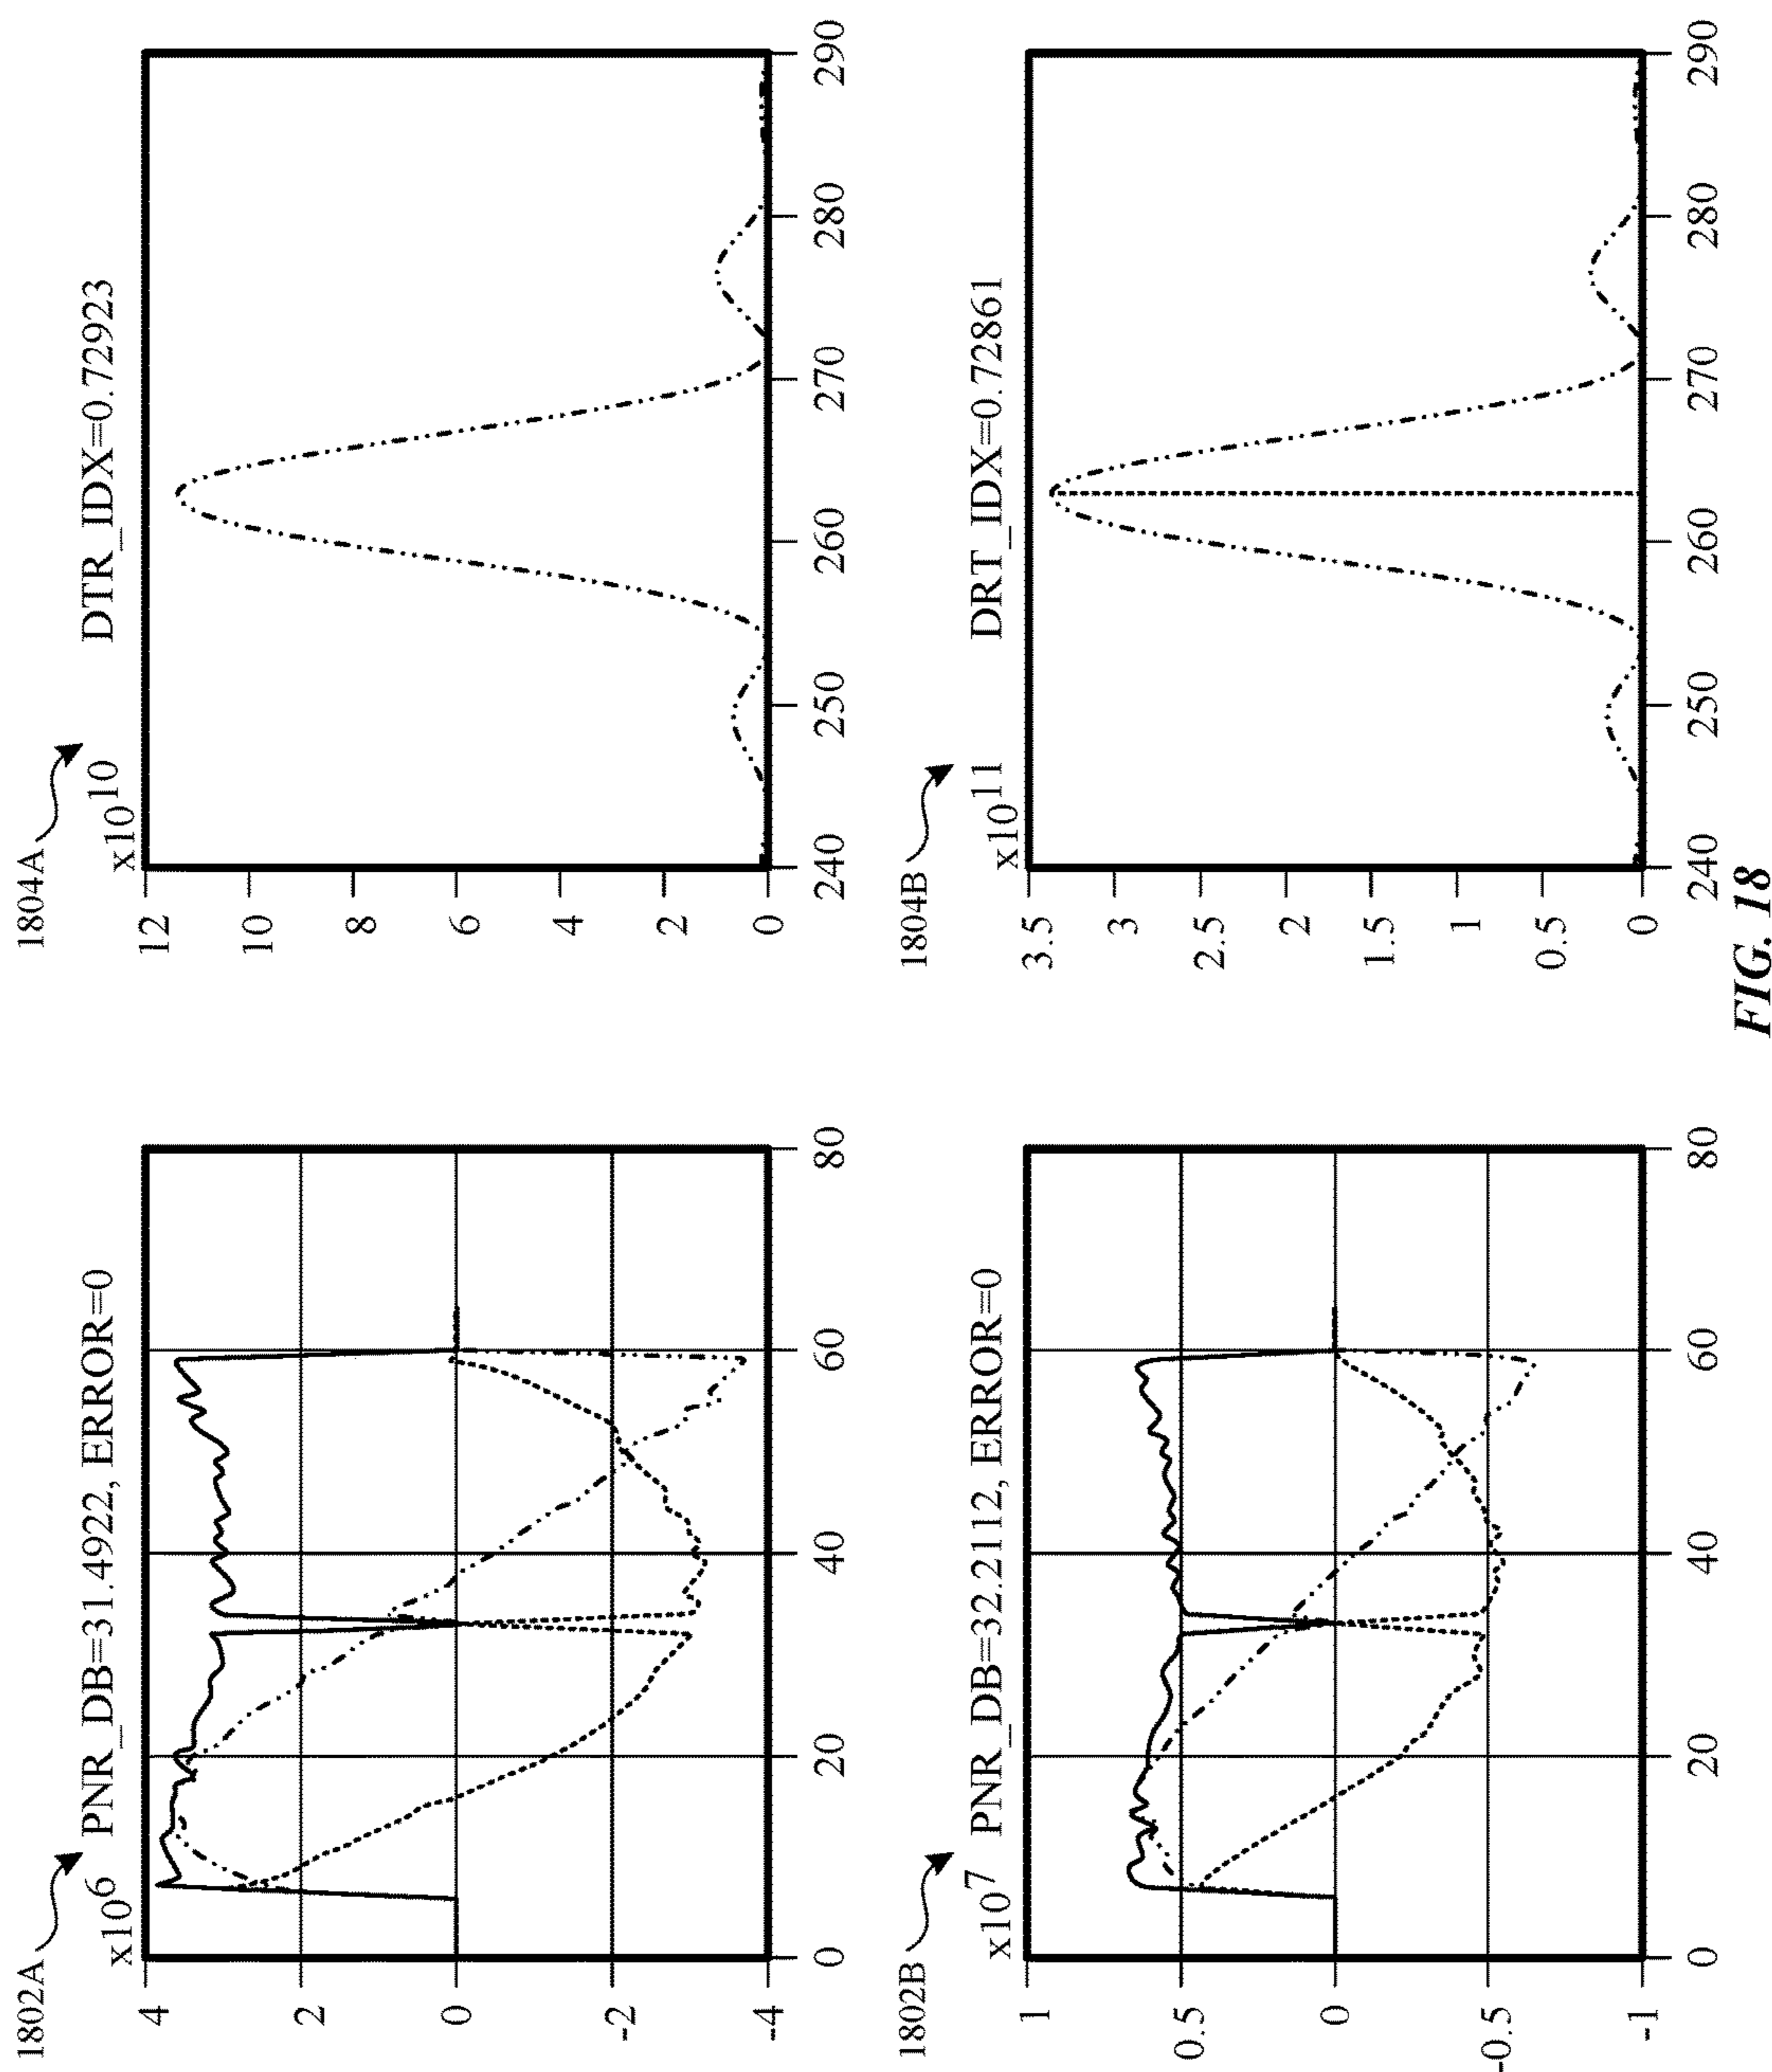 1802A
x10^6 PNR_DB=31.4922, ERROR=0
4
2
0
-2
-4
0 20 40 60 80
1804A
x10^10 DTR_IDX=0.72923
12
10
8
6
4
2
0
240 250 260 270 280 290
1802B
x10^7 PNR_DB=32.2112, ERROR=0
1
0.5
0
-0.5
-1
0 20 40 60 80
1804B
x10^11 DRT_IDX=0.72861
3.5
3
2.5
2
1.5
1
0.5
0
240 250 260 270 280 290
FIG. 18